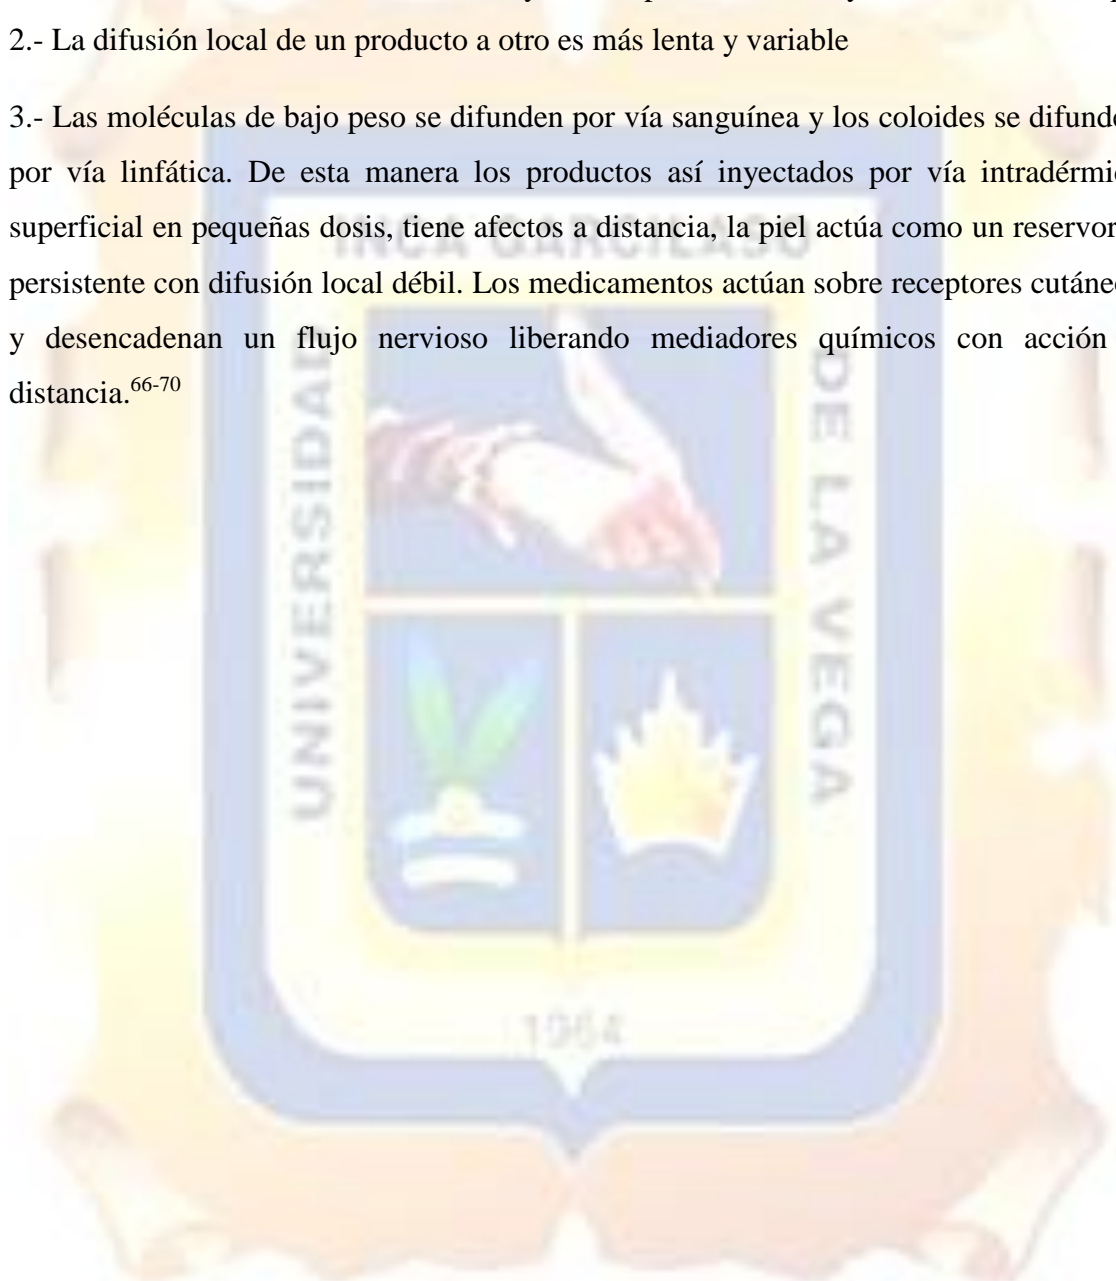 2.- La difusión local de un producto a otro es más lenta y variable
3.- Las moléculas de bajo peso se difunden por vía sanguínea y los coloides se difunde
por vía linfática. De esta manera los productos así inyectados por vía intradérmi
superficial en pequeñas dosis, tiene afectos a distancia, la piel actúa como un reservor
persistente con difusión local débil. Los medicamentos actúan sobre receptores cutáne
y desencadenan un flujo nervioso liberando mediadores químicos con acción
distancia.66-70
INCA GARCILASO
UNIVERSIDAD
DE LA VEGA
1964